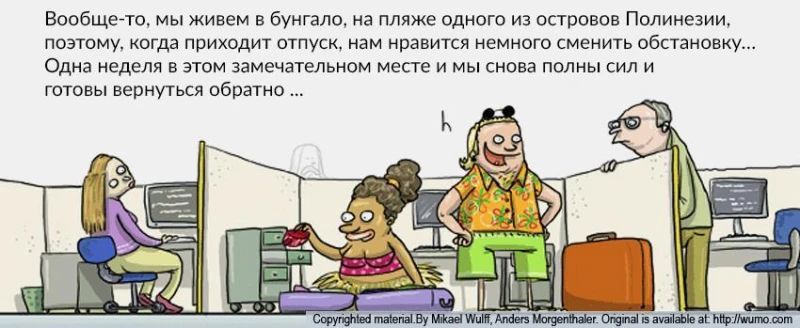 Вообще-то, мы живем в бунгало, на пляже одного из островов Полинезии,
поэтому, когда приходит отпуск, нам нравится немного сменить обстановку...
Одна неделя в этом замечательном месте и мы снова полны сил и
готовы вернуться обратно ...
h
Copyrighted material.By Mikael Wulff, Anders Morgenthaler. Original is available at: http://wumo.com